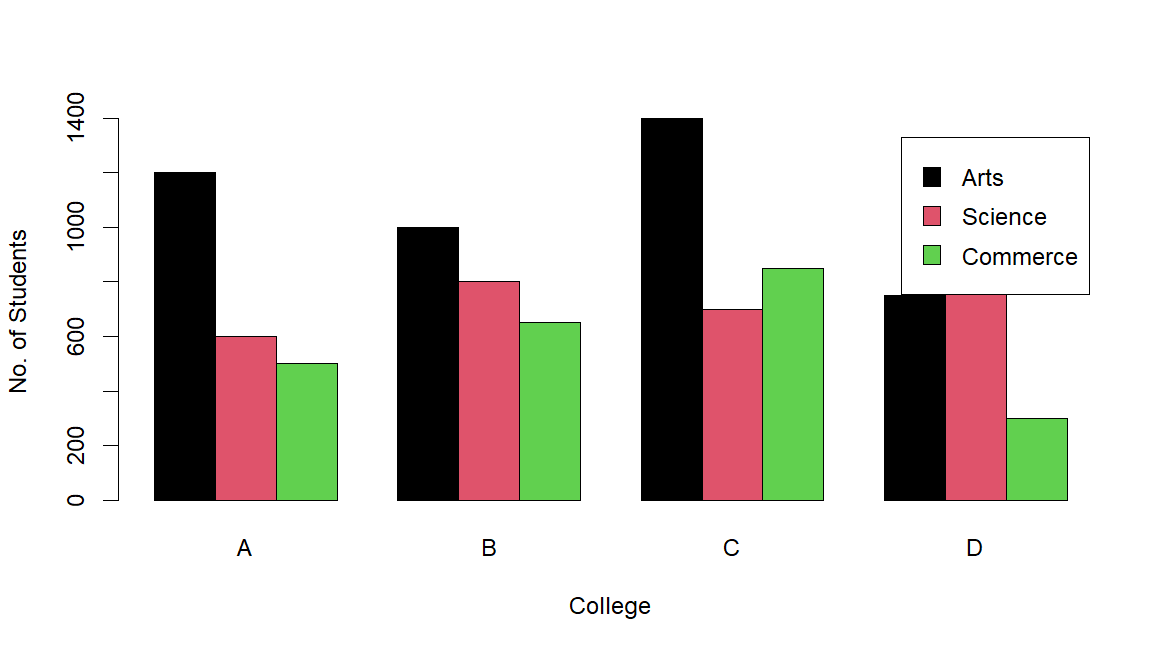 1400
1000
600
200
0
No. of Students
Arts
Science
Commerce
A B C D
College